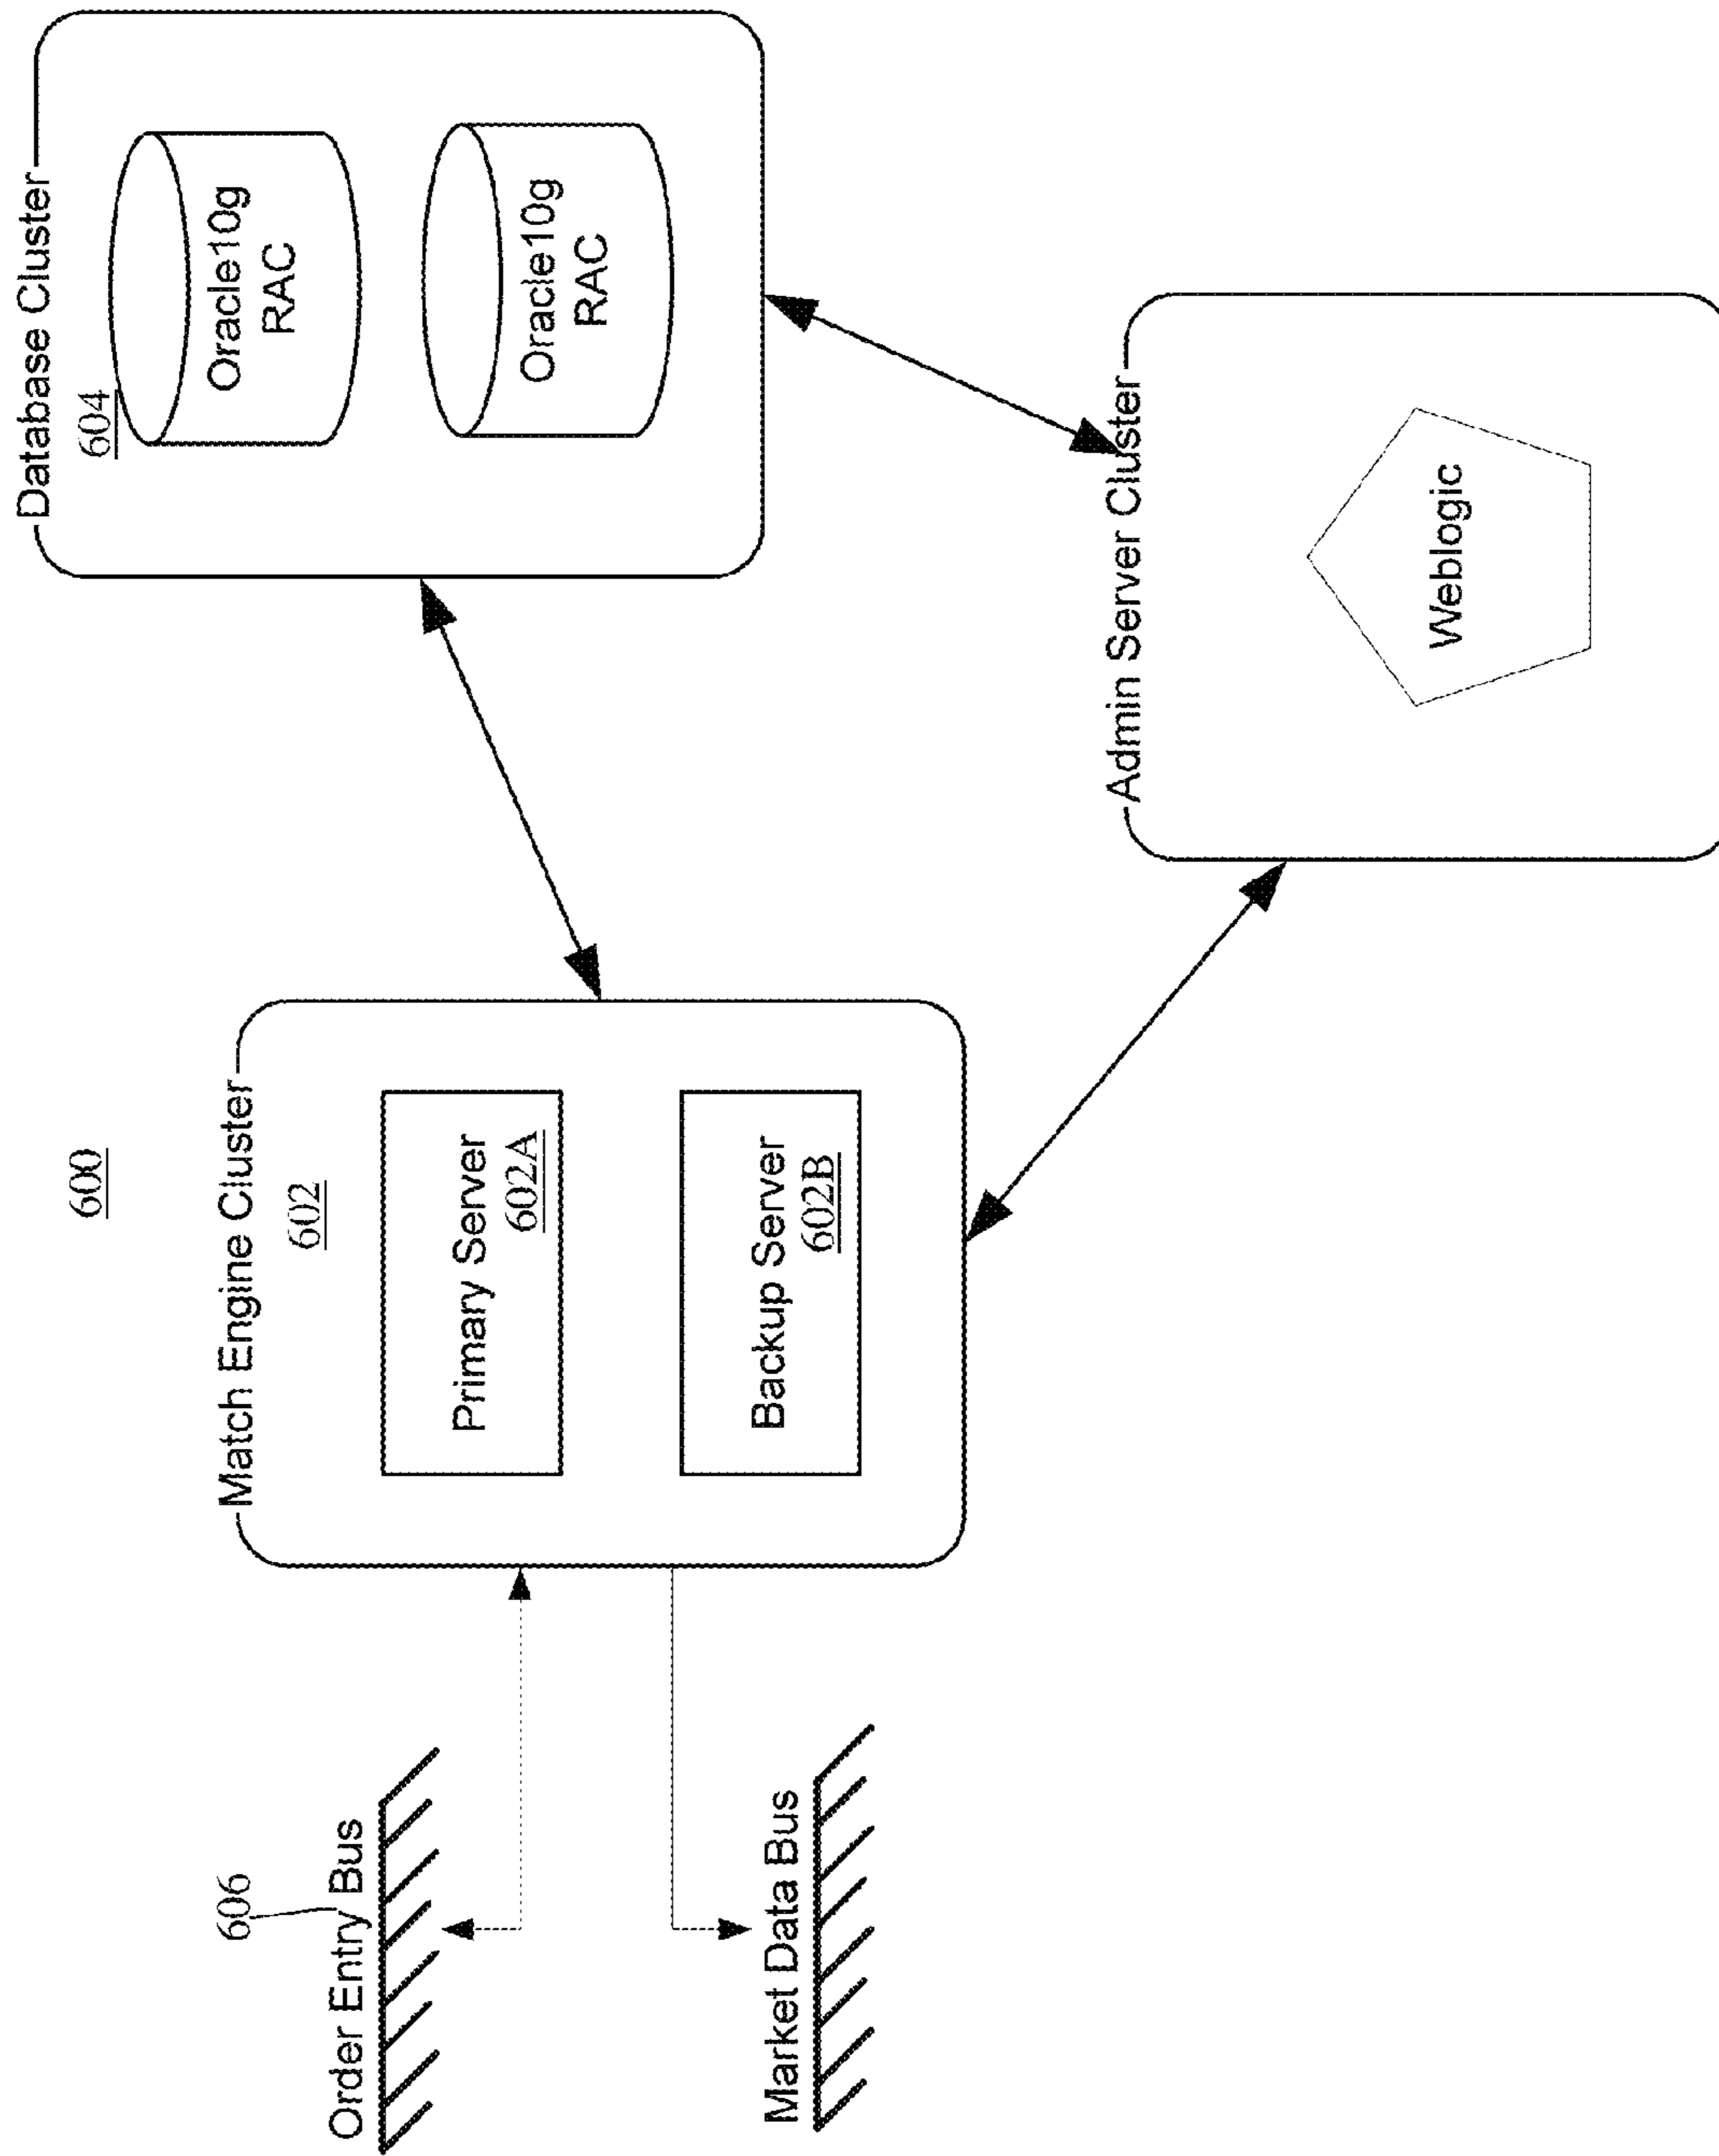 600
606
Order Entry Bus
Market Data Bus
Match Engine Cluster
602
Primary Server
602A
Backup Server
602B
Database Cluster
604
Oracle10g
RAC
Oracle10g
RAC
Admin Server Cluster
Weblogic